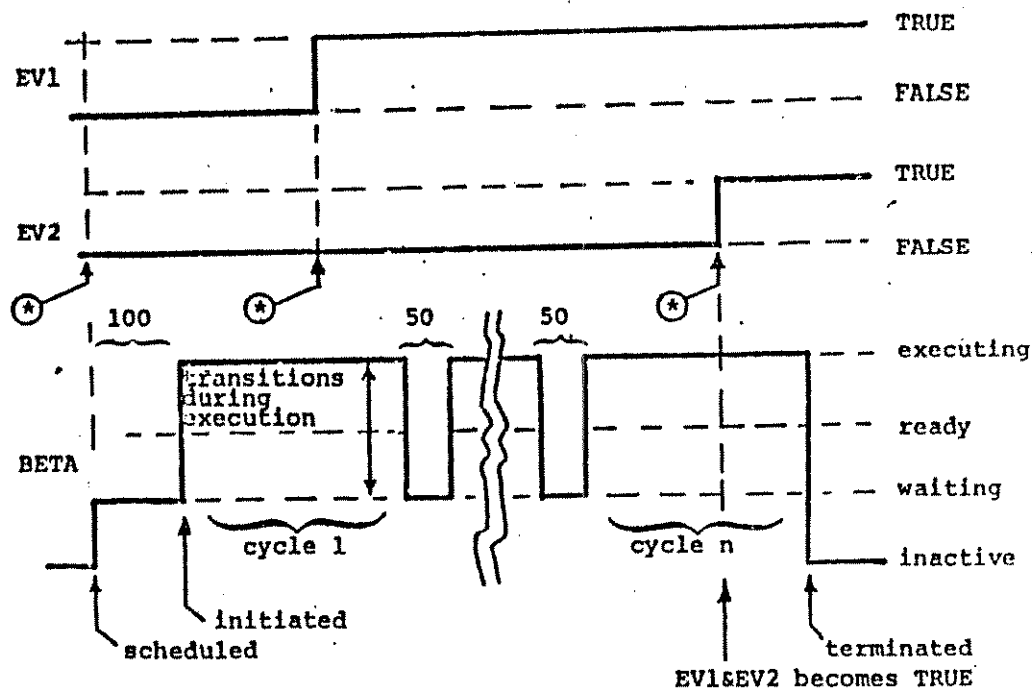 TRUE
EV1
FALSE
TRUE
EV2
FALSE
* * *
100 50 50
executing
transitions
during
execution
ready
BETA
waiting
cycle 1 cycle n
inactive
initiated
scheduled
terminated
EV1&EV2 becomes TRUE